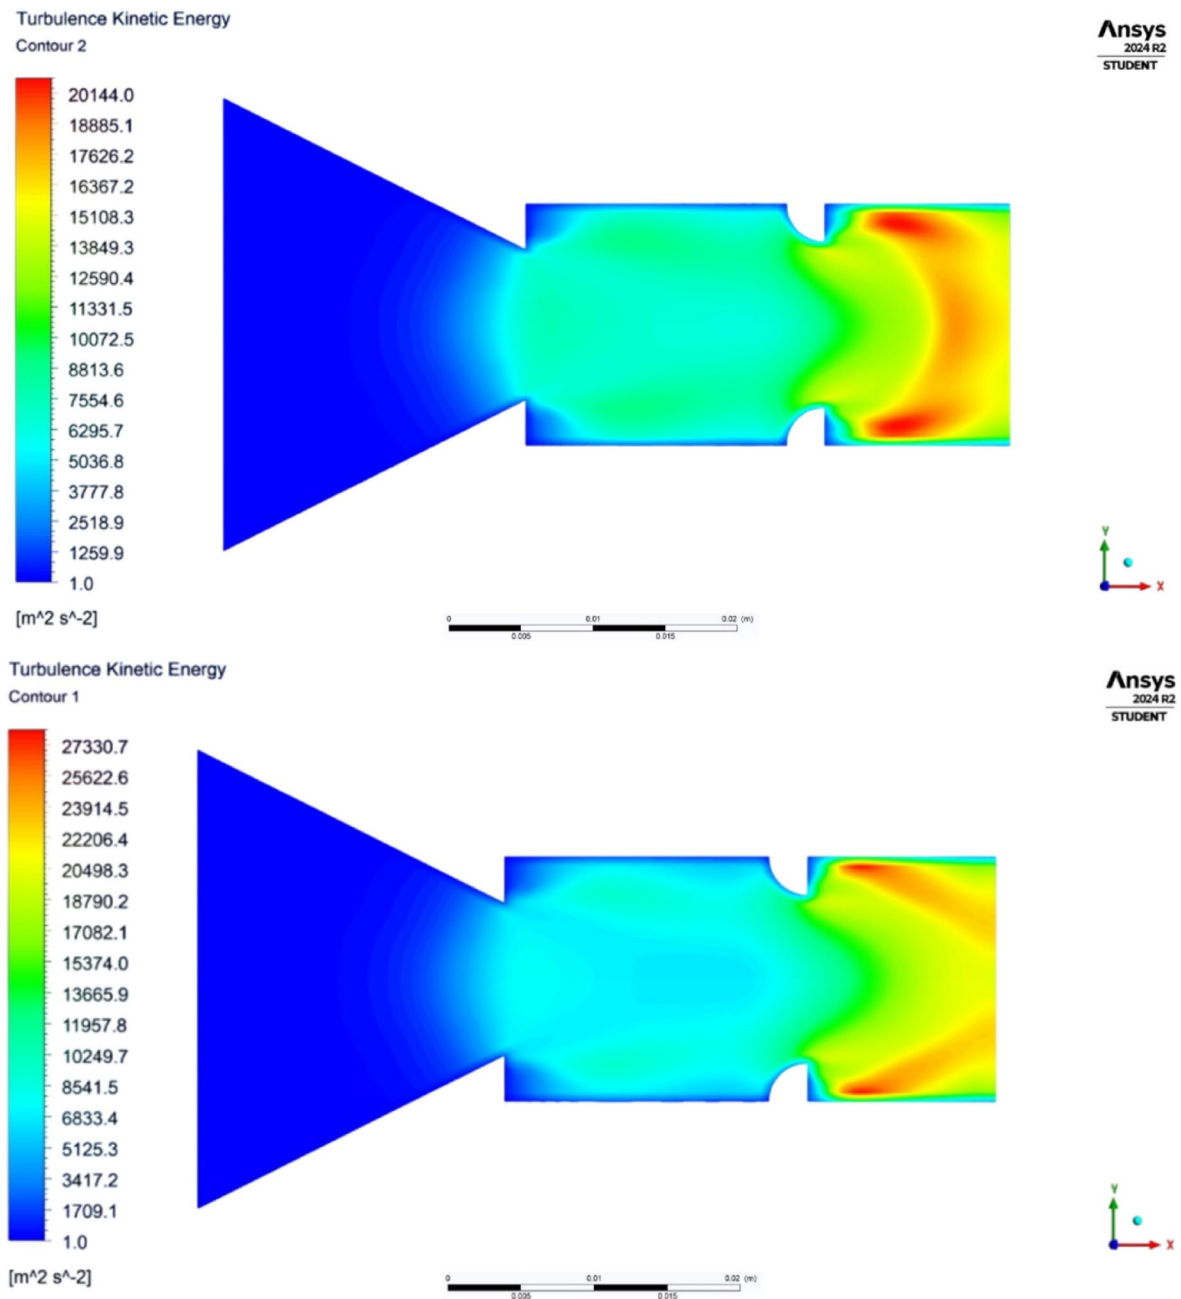 Turbulence Kinetic Energy
Contour 2
Ansys
2024 R2
STUDENT
20144.0
18885.1
17626.2
16367.2
15108.3
13849.3
12590.4
11331.5
10072.5
8813.6
7554.6
6295.7
5036.8
3777.8
2518.9
1259.9
1.0
[m^2 s^-2]
Y
X
0 0.01 0.02 (m)
0.005 0.015
Turbulence Kinetic Energy
Contour 1
Ansys
2024 R2
STUDENT
27330.7
25622.6
23914.5
22206.4
20498.3
18790.2
17082.1
15374.0
13665.9
11957.8
10249.7
8541.5
6833.4
5125.3
3417.2
1709.1
1.0
[m^2 s^-2]
Y
X
0 0.01 0.02 (m)
0.005 0.015